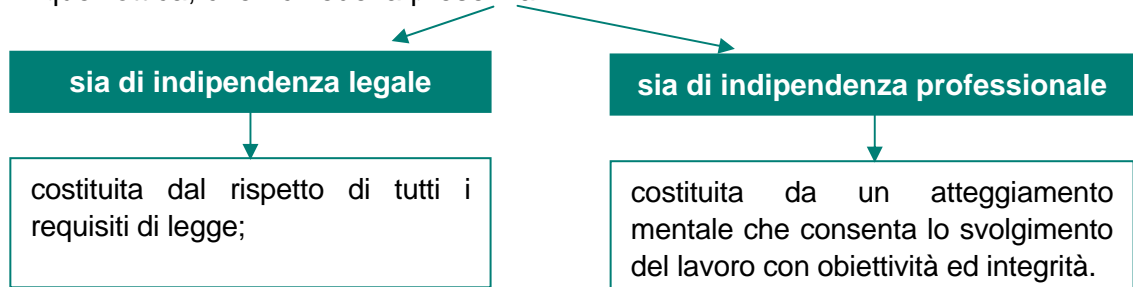 sia di indipendenza legale
sia di indipendenza professionale
costituita dal rispetto di tutti i
requisiti di legge;
costituita da un atteggiamento
mentale che consenta lo svolgimento
del lavoro con obiettività ed integrità.